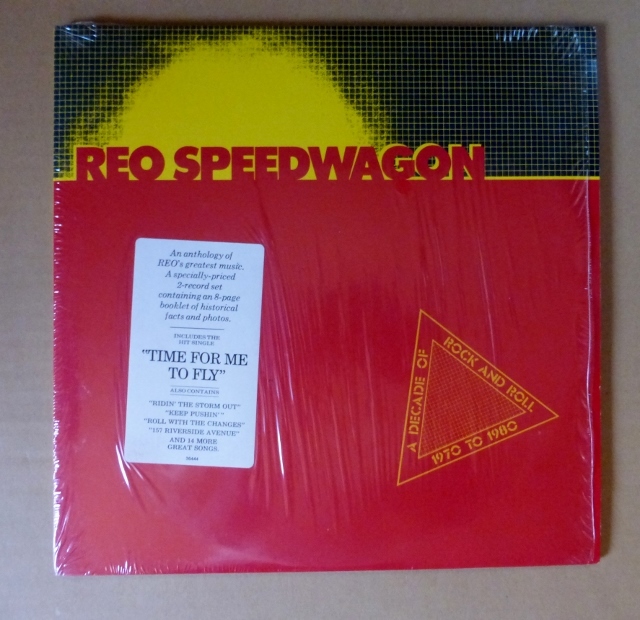 REO SPEEDWAGON
An anthology of
REO's greatest music.
A specially-priced
2-record set
containing an 8-page
booklet of historical
facts and photos.
INCLUDES THE
HIT SINGLE
"TIME FOR ME
TO FLY"
ALSO CONTAINS
"RIDIN' THE STORM OUT"
"KEEP PUSHIN'"
"ROLL WITH THE CHANGES"
"157 RIVERSIDE AVENUE"
AND 14 MORE
GREAT SONGS.
A DECADE OF
ROCK AND ROLL
1970 TO 1980